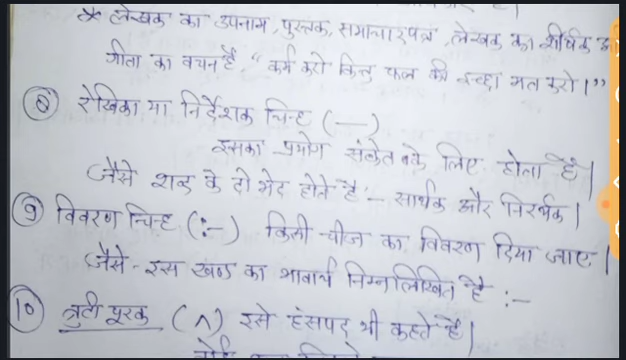 * लेखक का उपनाम, पुस्तक, समाचारपत्र, लेखक का शीर्षक
गीता का वचन है, "कर्म करो किन्तु फल की इच्छा मत करो।"
⑧ रेखिका या निर्देशक चिन्ह (—)
इसका प्रयोग संकेत के लिए होता है।
जैसे शब्द के दो भेद होते हैं :- सार्थक और निरर्थक।
⑨ विवरण चिन्ह (:-) किसी चीज का विवरण दिया जाए।
जैसे- इस खण्ड का भावार्थ निम्नलिखित है :-
⑩ त्रुटी पूरक (^) इसे हंसपद भी कहते हैं।